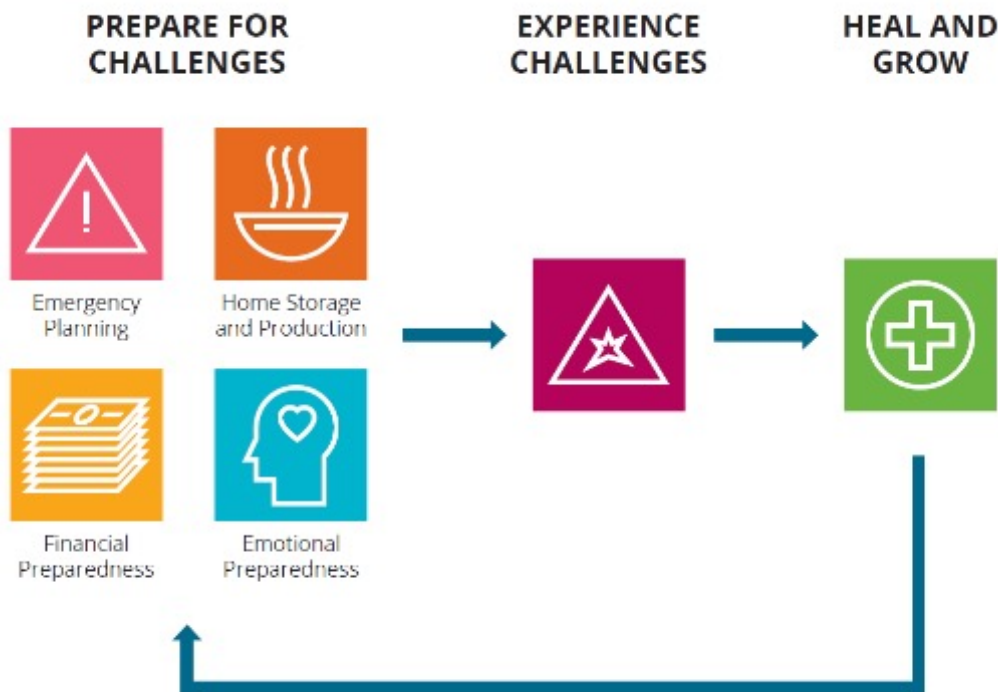 PREPARE FOR
CHALLENGES
EXPERIENCE
CHALLENGES
HEAL AND
GROW
Emergency
Planning
Home Storage
and Production
Financial
Preparedness
Emotional
Preparedness